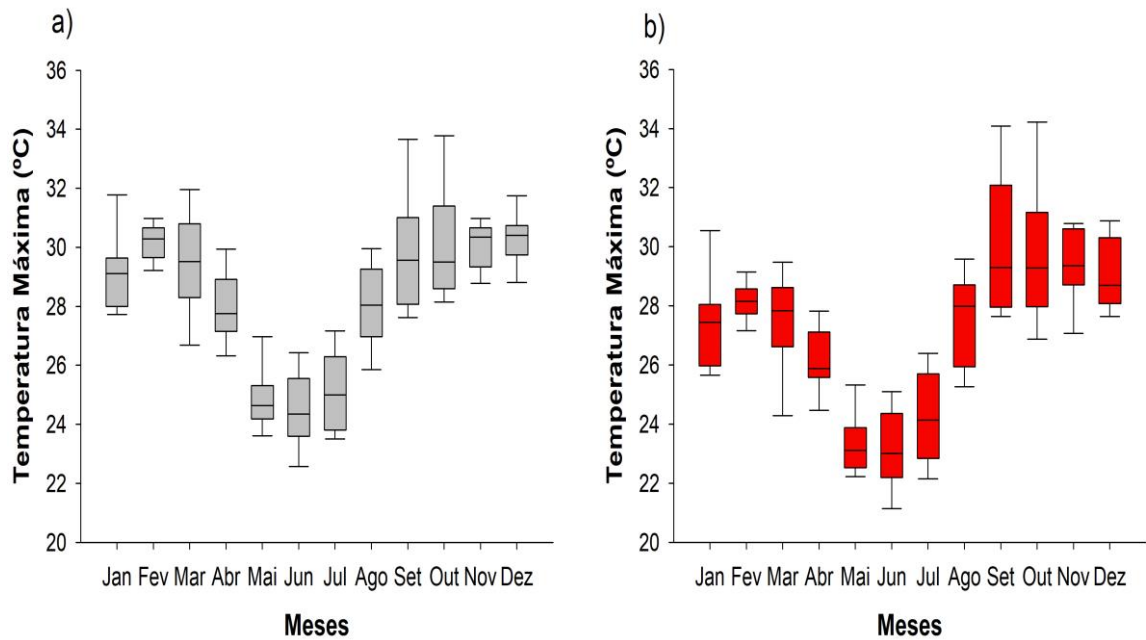 a)
Temperatura Máxima (ºC)
36
34
32
30
28
26
24
22
20
Jan Fev Mar Abr Mai Jun Jul Ago Set Out Nov Dez
Meses
b)
Temperatura Máxima (ºC)
36
34
32
30
28
26
24
22
20
Jan Fev Mar Abr Mai Jun Jul Ago Set Out Nov Dez
Meses